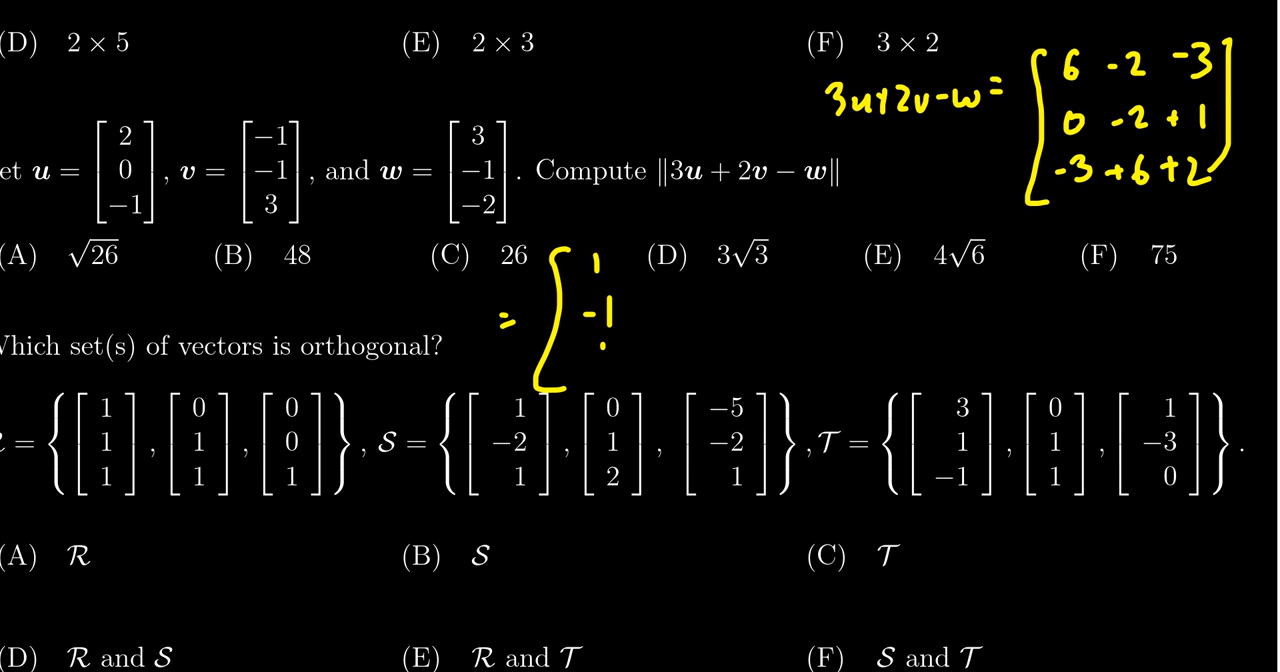 (D) 2 × 5 (E) 2 × 3 (F) 3 × 2
3u+2v-w = [ 6 -2 -3
0 -2 +1
-3 +6 +2 ]
et u = [2 0 −1], v = [−1 −1 3], and w = [3 −1 −2]. Compute ‖3u + 2v − w‖
(A) √26 (B) 48 (C) 26 (D) 3√3 (E) 4√6 (F) 75
= [ 1
-1
Which set(s) of vectors is orthogonal?
= {[1 1 1], [0 1 1], [0 0 1]}, S = {[1 −2 1], [0 1 2], [−5 −2 1]}, T = {[3 1 −1], [0 1 1], [1 −3 0]}.
(A) R (B) S (C) T
(D) R and S (E) R and T (F) S and T